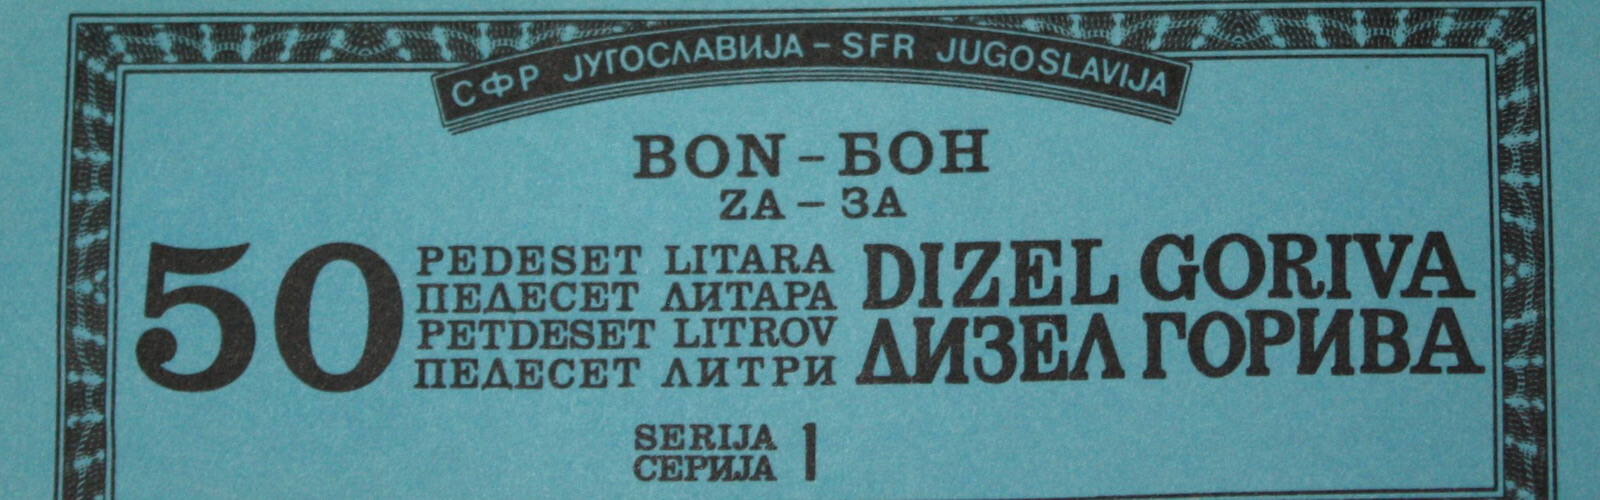 СФР ЈУГОСЛАВИЈА - SFR JUGOSLAVIJA
BON - БОН
ZA - ЗА
50
PEDESET LITARA
ПЕДЕСЕТ ЛИТАРА
PETDESET LITROV
ПЕДЕСЕТ ЛИТРИ
DIZEL GORIVA
ДИЗЕЛ ГОРИВА
SERIJA
СЕРИЈА
1